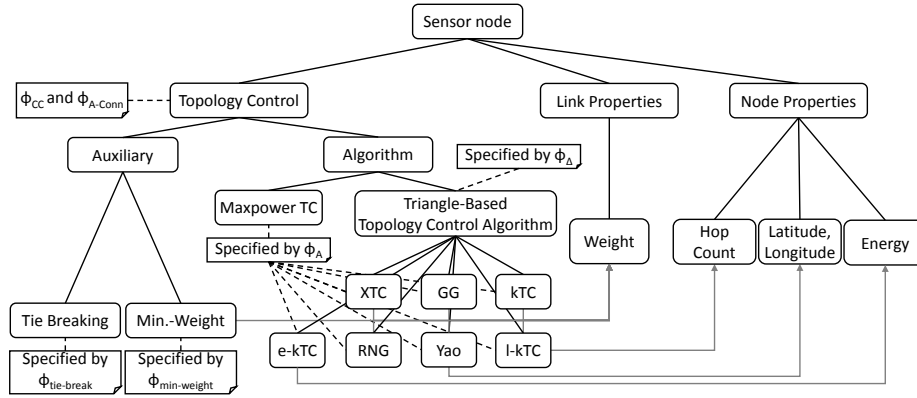 Sensor node
ϕCC and ϕA-Conn
Topology Control
Link Properties
Node Properties
Auxiliary
Algorithm
Specified by ϕΔ
Maxpower TC
Triangle-Based
Topology Control Algorithm
Specified by ϕA
Weight
Hop
Count
Latitude,
Longitude
Energy
XTC
GG
kTC
Tie Breaking
Min.-Weight
e-kTC
RNG
Yao
l-kTC
Specified by
ϕtie-break
Specified by
ϕmin-weight